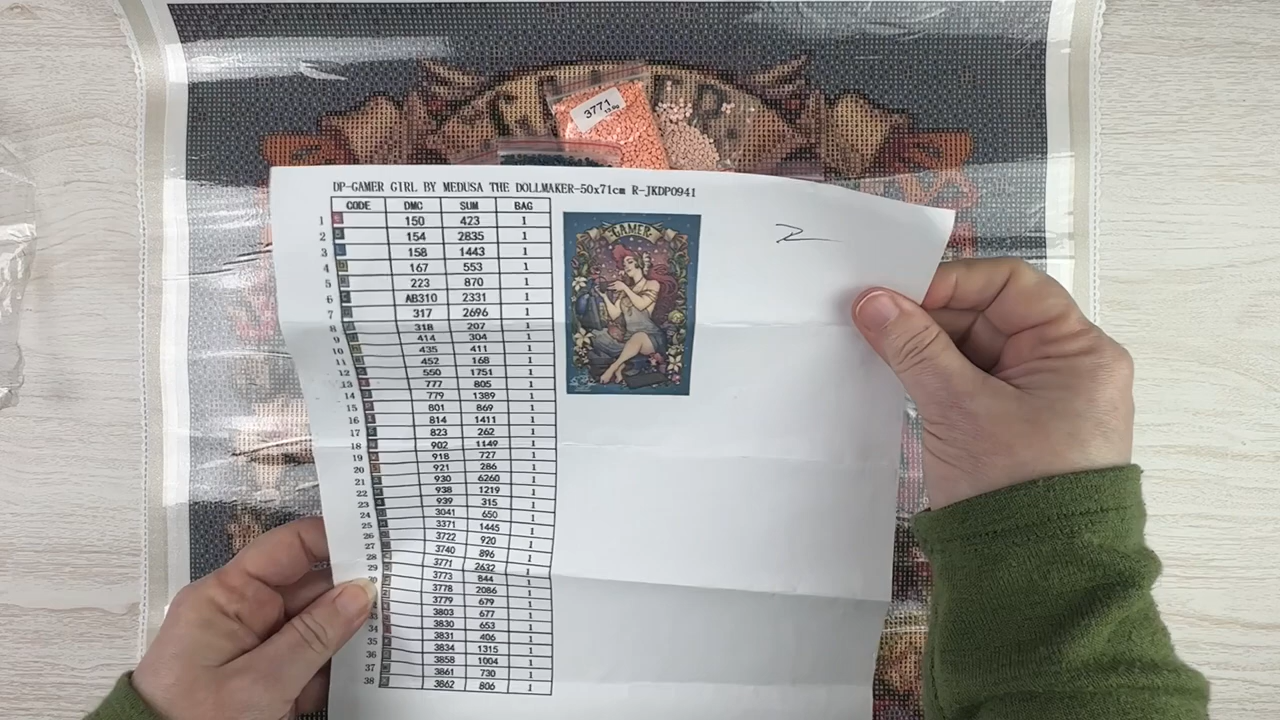 3771
13.6g
DP-GAMER GIRL BY MEDUSA THE DOLLMAKER-50x71cm R-JKDP0941
CODE DMC SUM BAG
1 150 423 1
2 154 2835 1
3 158 1443 1
4 167 553 1
5 223 870 1
6 AB310 2331 1
7 317 2696 1
8 318 207 1
9 414 304 1
10 435 411 1
11 452 168 1
12 550 1751 1
13 777 805 1
14 779 1389 1
15 801 869 1
16 814 1411 1
17 823 262 1
18 902 1149 1
19 918 727 1
20 921 286 1
21 930 6260 1
22 938 1219 1
23 939 315 1
24 3041 650 1
25 3371 1445 1
26 3722 920 1
27 3740 896 1
28 3771 2632 1
29 3773 844 1
30 3778 2086 1
3779 679 1
3803 677 1
33 3830 653 1
34 3831 406 1
35 3834 1315 1
36 3858 1004 1
37 3861 730 1
38 3862 806 1
GAMER